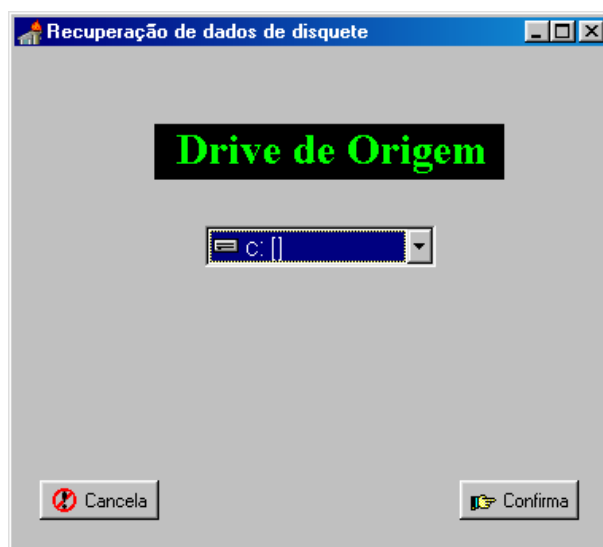 Recuperação de dados de disquete
Drive de Origem
c: []
Cancela
Confirma